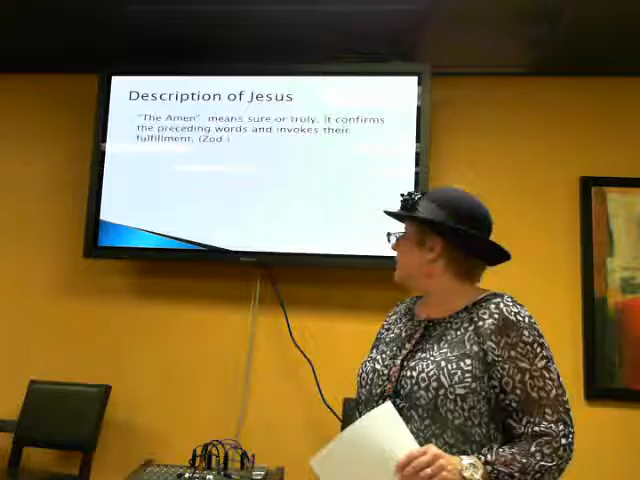 Description of Jesus
"The Amen" means sure or truly. It confirms
the preceding words and invokes their
fulfillment. (Zod.)